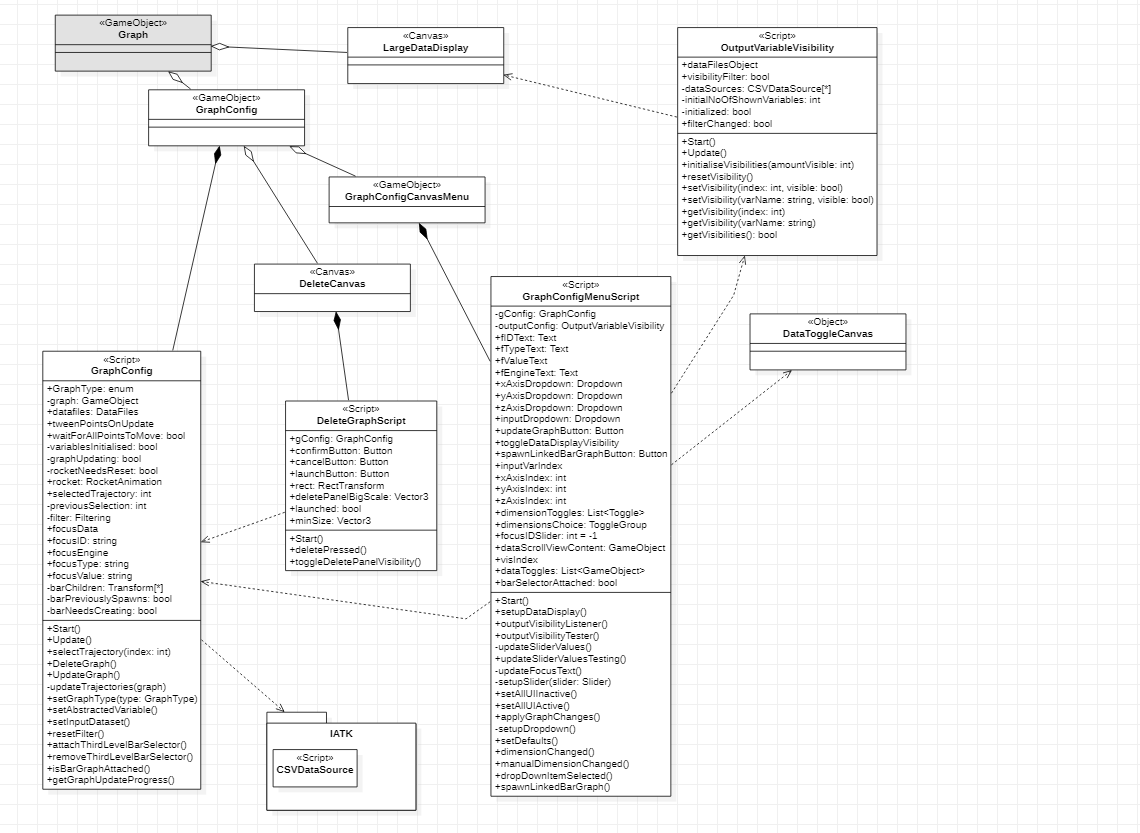 «GameObject»
Graph
«Canvas»
LargeDataDisplay
«Script»
OutputVariableVisibility
+dataFilesObject
+visibilityFilter: bool
-dataSources: CSVDataSource[*]
-initialNoOfShownVariables: int
-initialized: bool
+filterChanged: bool
+Start()
+Update()
+initialiseVisibilities(amountVisible: int)
+resetVisibility()
+setVisibility(index: int, visible: bool)
+setVisibility(varName: string, visible: bool)
+getVisibility(index: int)
+getVisibility(varName: string)
+getVisibilities(): bool
«GameObject»
GraphConfig
«GameObject»
GraphConfigCanvasMenu
«Canvas»
DeleteCanvas
«Script»
GraphConfigMenuScript
-gConfig: GraphConfig
-outputConfig: OutputVariableVisibility
+fIDText: Text
+fTypeText: Text
+fValueText
+fEngineText: Text
+xAxisDropdown: Dropdown
+yAxisDropdown: Dropdown
+zAxisDropdown: Dropdown
+inputDropdown: Dropdown
+updateGraphButton: Button
+toggleDataDisplayVisibility
+spawnLinkedBarGraphButton: Button
+inputVarIndex
+xAxisIndex: int
+yAxisIndex: int
+zAxisIndex: int
+dimensionToggles: List<Toggle>
+dimensionsChoice: ToggleGroup
+focusIDSlider: int = -1
+dataScrollViewContent: GameObject
+visIndex
+dataToggles: List<GameObject>
+barSelectorAttached: bool
+Start()
+setupDataDisplay()
+outputVisibilityListener()
+outputVisibilityTester()
-updateSliderValues()
+updateSliderValuesTesting()
-updateFocusText()
-setupSlider(slider: Slider)
+setAllUIInactive()
+setAllUIActive()
+applyGraphChanges()
-setupDropdown()
+setDefaults()
+dimensionChanged()
+manualDimensionChanged()
+dropDownItemSelected()
+spawnLinkedBarGraph()
«Object»
DataToggleCanvas
«Script»
GraphConfig
+GraphType: enum
-graph: GameObject
+datafiles: DataFiles
+tweenPointsOnUpdate
+waitForAllPointsToMove: bool
-variablesInitialised: bool
-graphUpdating: bool
-rocketNeedsReset: bool
+rocket: RocketAnimation
+selectedTrajectory: int
-previousSelection: int
-filter: Filtering
+focusData
+focusID: string
+focusEngine
+focusType: string
+focusValue: string
-barChildren: Transform[*]
-barPreviouslySpawns: bool
-barNeedsCreating: bool
+Start()
+Update()
+selectTrajectory(index: int)
+DeleteGraph()
+UpdateGraph()
-updateTrajectories(graph)
+setGraphType(type: GraphType)
+setAbstractedVariable()
+setInputDataset()
+resetFilter()
+attachThirdLevelBarSelector()
+removeThirdLevelBarSelector()
+isBarGraphAttached()
+getGraphUpdateProgress()
«Script»
DeleteGraphScript
+gConfig: GraphConfig
+confirmButton: Button
+cancelButton: Button
+launchButton: Button
+rect: RectTransform
+deletePanelBigScale: Vector3
+launched: bool
+minSize: Vector3
+Start()
+deletePressed()
+toggleDeletePanelVisibility()
IATK
«Script»
CSVDataSource